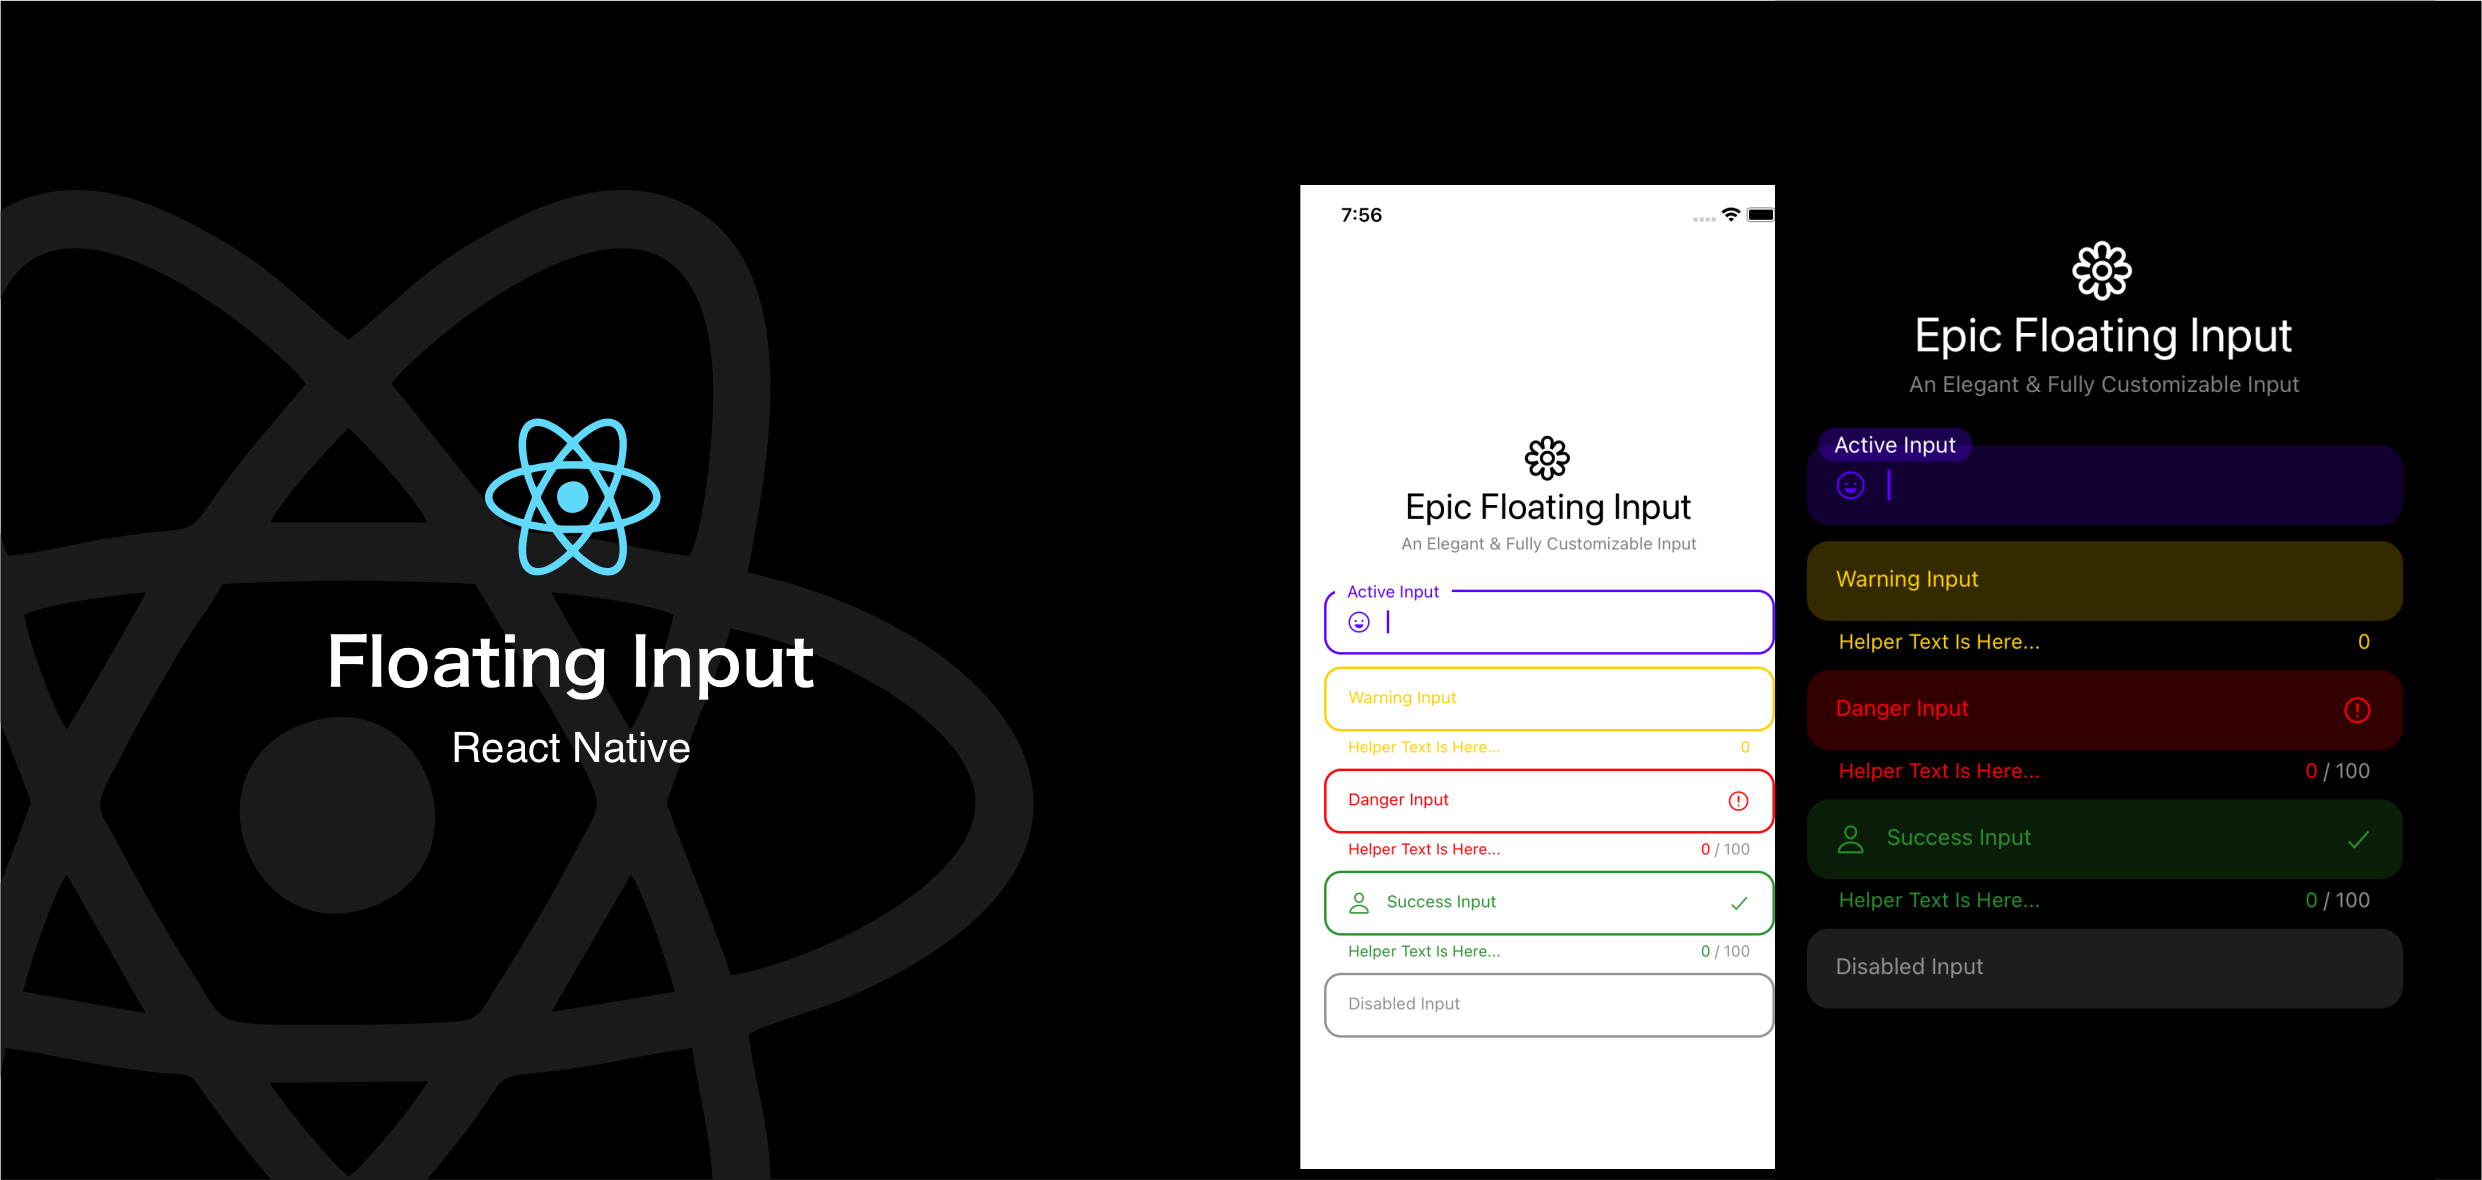 Floating Input
React Native
7:56
Epic Floating Input
An Elegant & Fully Customizable Input
Active Input
Warning Input
Helper Text Is Here... 0
Danger Input
Helper Text Is Here... 0 / 100
Success Input
Helper Text Is Here... 0 / 100
Disabled Input
Epic Floating Input
An Elegant & Fully Customizable Input
Active Input
Warning Input
Helper Text Is Here... 0
Danger Input
Helper Text Is Here... 0 / 100
Success Input
Helper Text Is Here... 0 / 100
Disabled Input